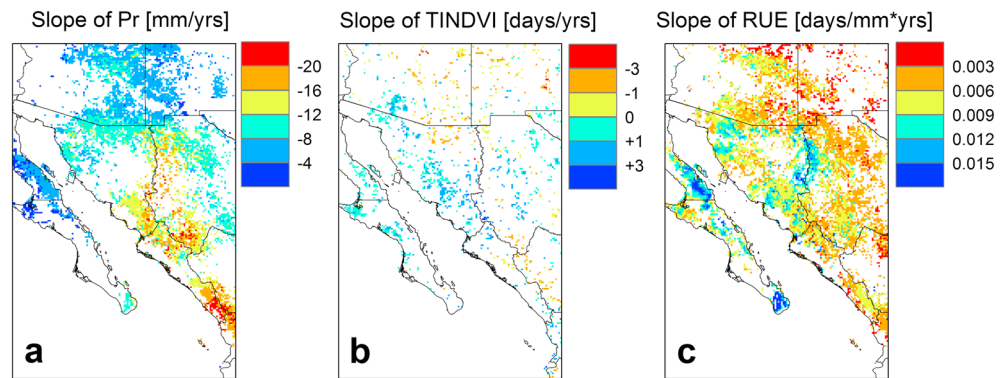 Slope of Pr [mm/yrs]
Slope of TINDVI [days/yrs]
Slope of RUE [days/mm*yrs]
-20
-16
-12
-8
-4
-3
-1
0
+1
+3
0.003
0.006
0.009
0.012
0.015
a
b
c